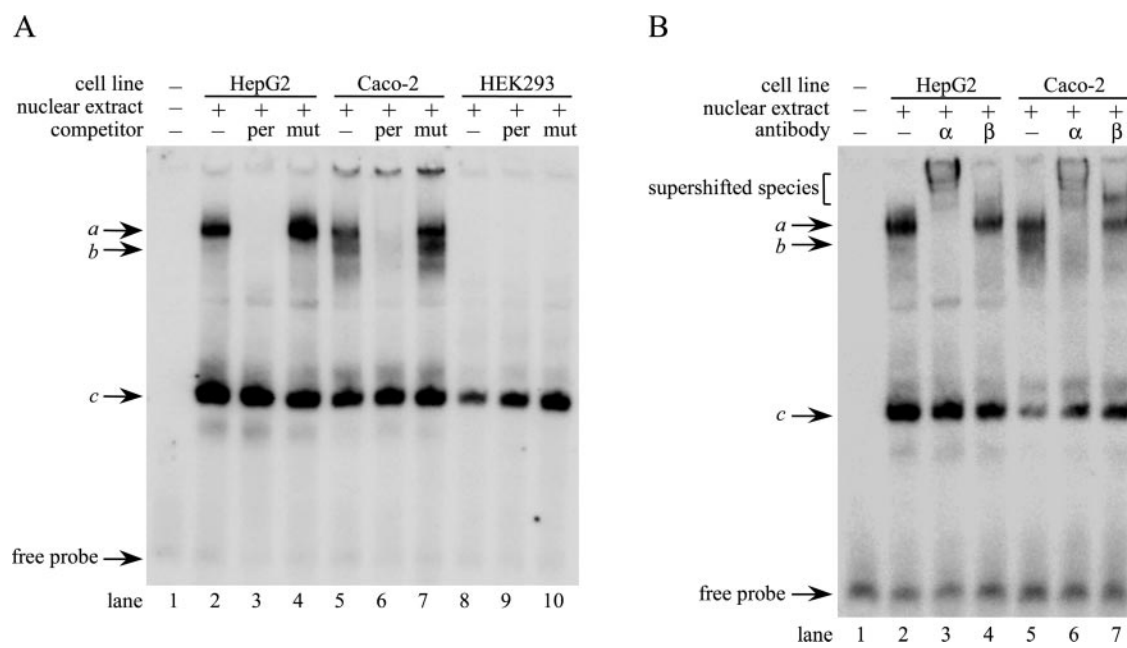 A
cell line – HepG2 Caco-2 HEK293
nuclear extract – + + + + + + + + +
competitor – – per mut – per mut – per mut
a
b
c
free probe
lane 1 2 3 4 5 6 7 8 9 10
B
cell line – HepG2 Caco-2
nuclear extract – + + + + + +
antibody – – α β – α β
supershifted species
a
b
c
free probe
lane 1 2 3 4 5 6 7